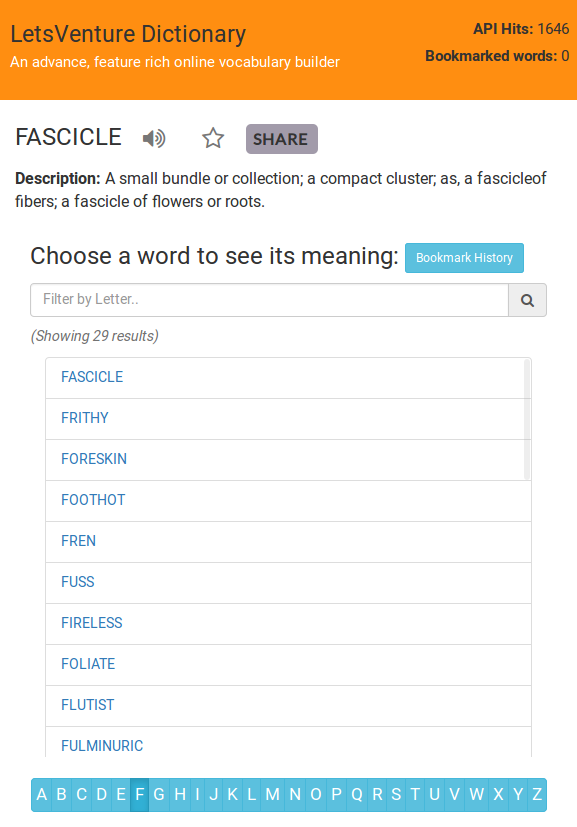 LetsVenture Dictionary
API Hits: 1646
An advance, feature rich online vocabulary builder
Bookmarked words: 0
FASCICLE
SHARE
Description: A small bundle or collection; a compact cluster; as, a fascicleof
fibers; a fascicle of flowers or roots.
Choose a word to see its meaning:
Bookmark History
Filter by Letter..
(Showing 29 results)
FASCICLE
FRITHY
FORESKIN
FOOTHOT
FREN
FUSS
FIRELESS
FOLIATE
FLUTIST
FULMINURIC
A B C D E F G H I J K L M N O P Q R S T U V W X Y Z